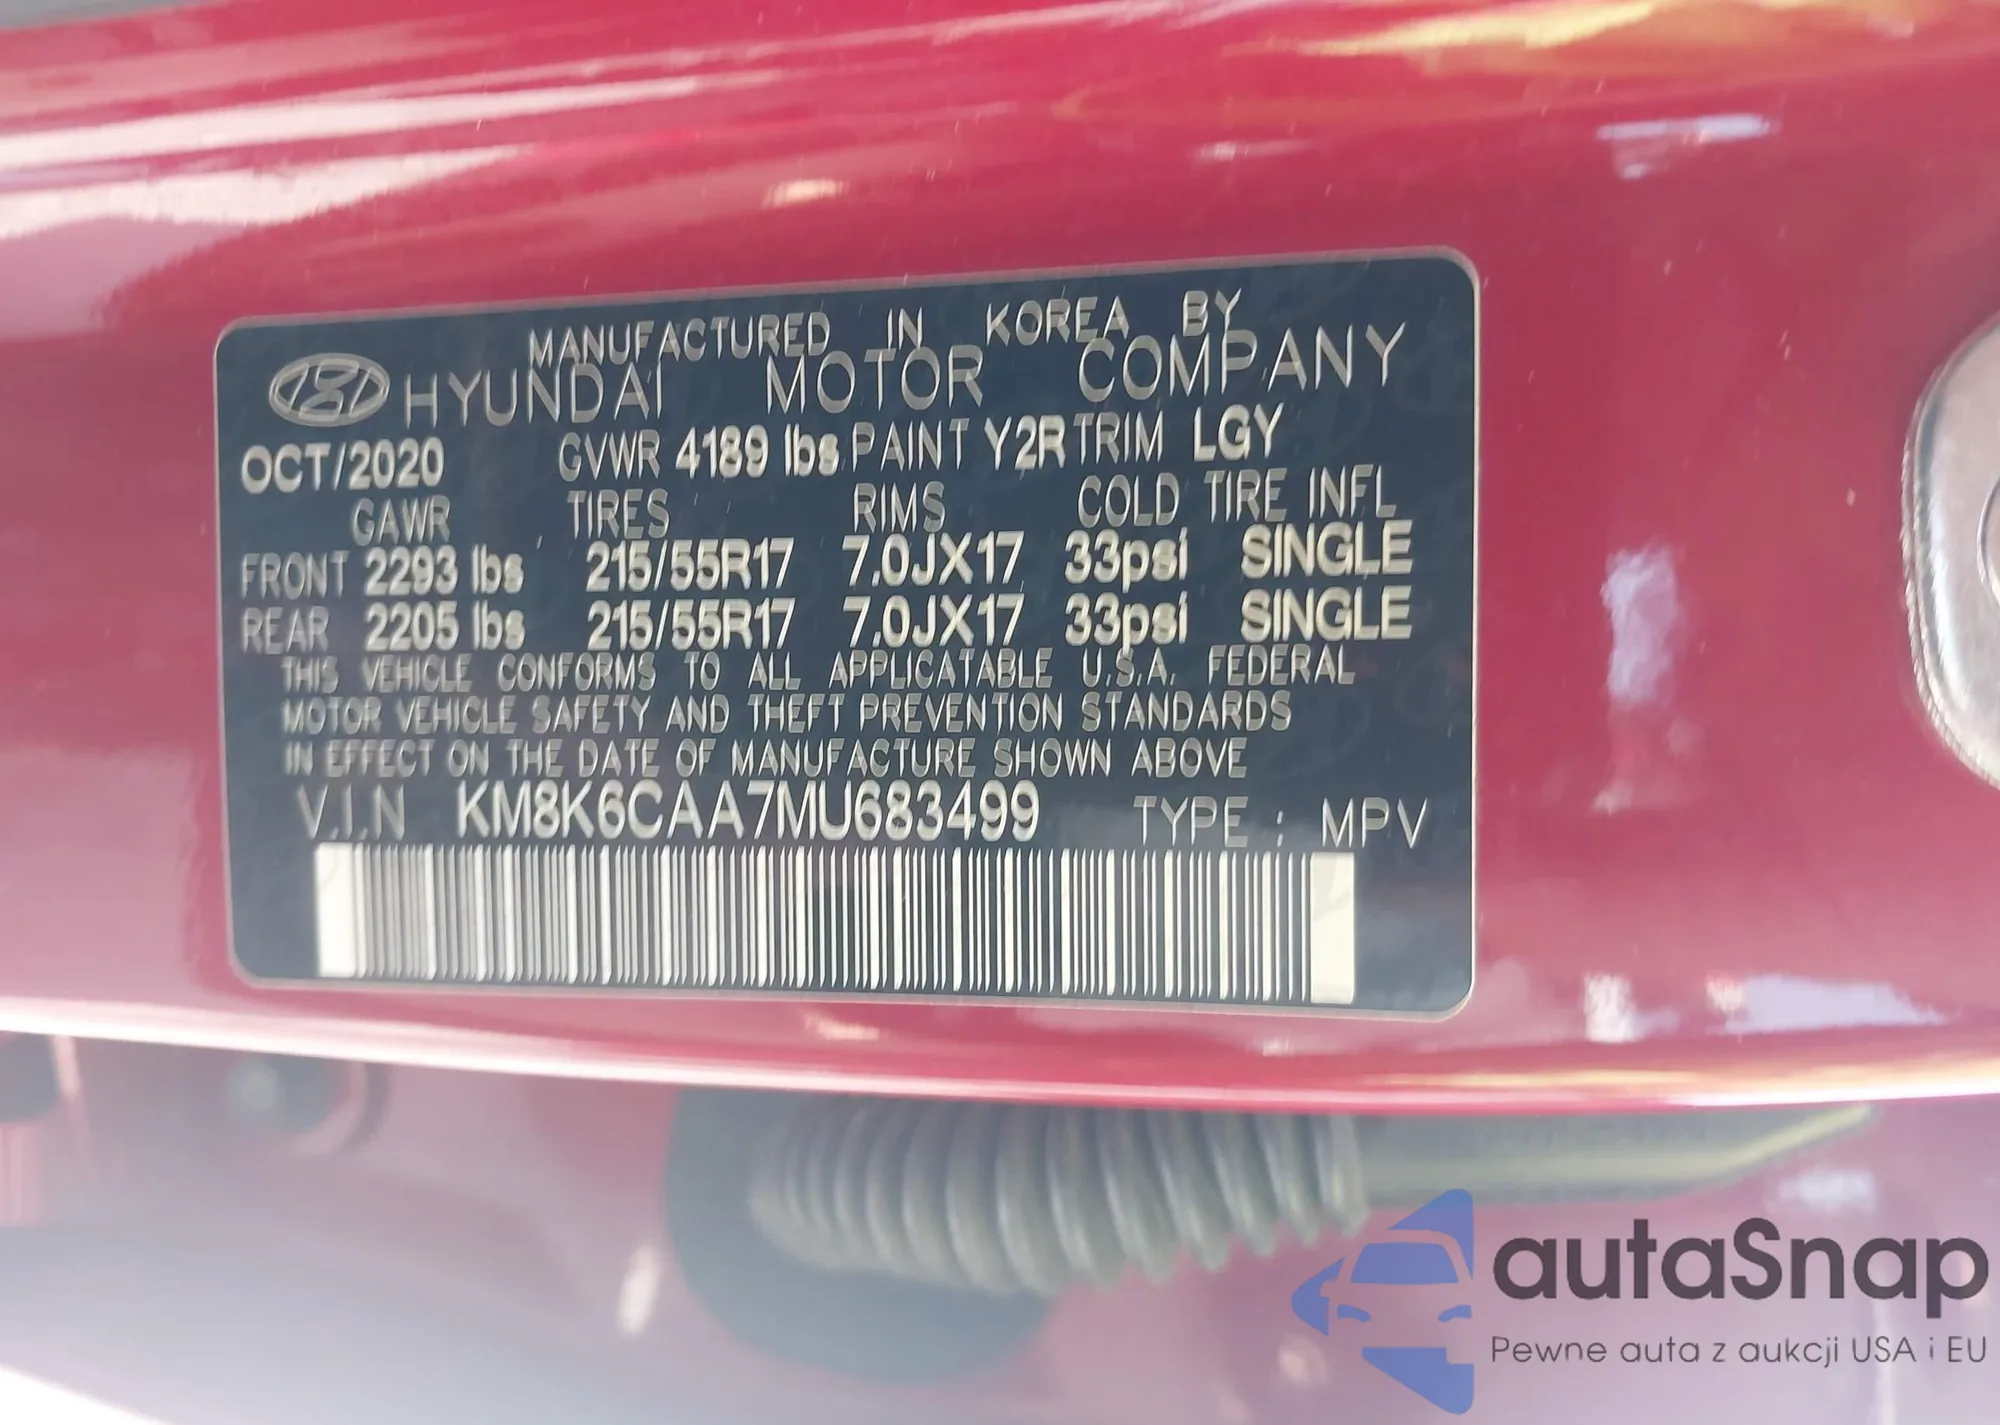 MANUFACTURED IN KOREA BY
HYUNDAI MOTOR COMPANY
OCT/2020 GVWR 4189 lbs PAINT Y2R TRIM LGY
GAWR TIRES RIMS COLD TIRE INFL
FRONT 2293 lbs 215/55R17 7.0JX17 33psi SINGLE
REAR 2205 lbs 215/55R17 7.0JX17 33psi SINGLE
THIS VEHICLE CONFORMS TO ALL APPLICATABLE U.S.A. FEDERAL
MOTOR VEHICLE SAFETY AND THEFT PREVENTION STANDARDS
IN EFFECT ON THE DATE OF MANUFACTURE SHOWN ABOVE
V.I.N KM8K6CAA7MU683499 TYPE : MPV
autaSnap
Pewne auta z aukcji USA i EU